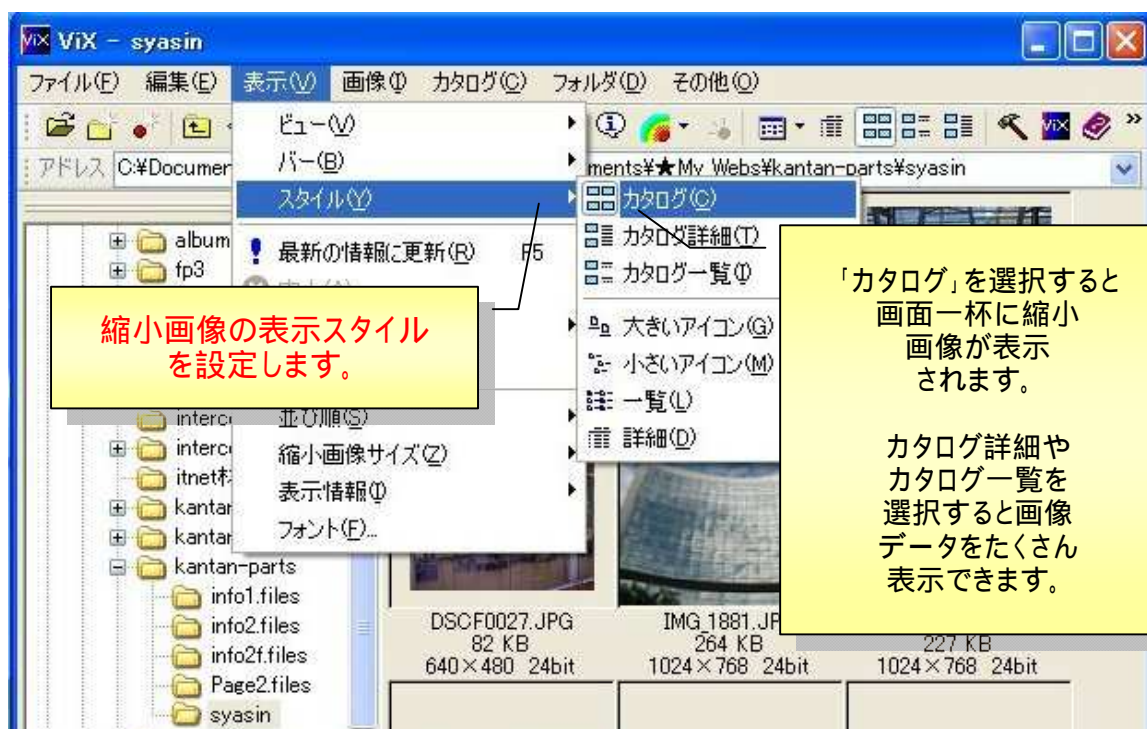 ViX - syasin
ファイル(F) 編集(E) 表示(V) 画像(I) カタログ(C) フォルダ(D) その他(O)
アドレス C:¥Documen
ments¥★My Webs¥kantan-parts¥syasin
ビュー(V)
バー(B)
スタイル(Y)
最新の情報に更新(R) F5
並び順(S)
縮小画像サイズ(Z)
表示情報(I)
フォント(F)...
カタログ(C)
カタログ詳細(T)
カタログ一覧(I)
大きいアイコン(G)
小さいアイコン(M)
一覧(L)
詳細(D)
縮小画像の表示スタイル
を設定します。
「カタログ」を選択すると
画面一杯に縮小
画像が表示
されます。
カタログ詳細や
カタログ一覧を
選択すると画像
データをたくさん
表示できます。
album
fp3
interc
interc
itnet
kantar
kantar
kantan-parts
info1.files
info2.files
info2f.files
Page2.files
syasin
DSCF0027.JPG
82 KB
640×480 24bit
IMG_1881.JP
264 KB
1024×768 24bit
227 KB
1024×768 24bit